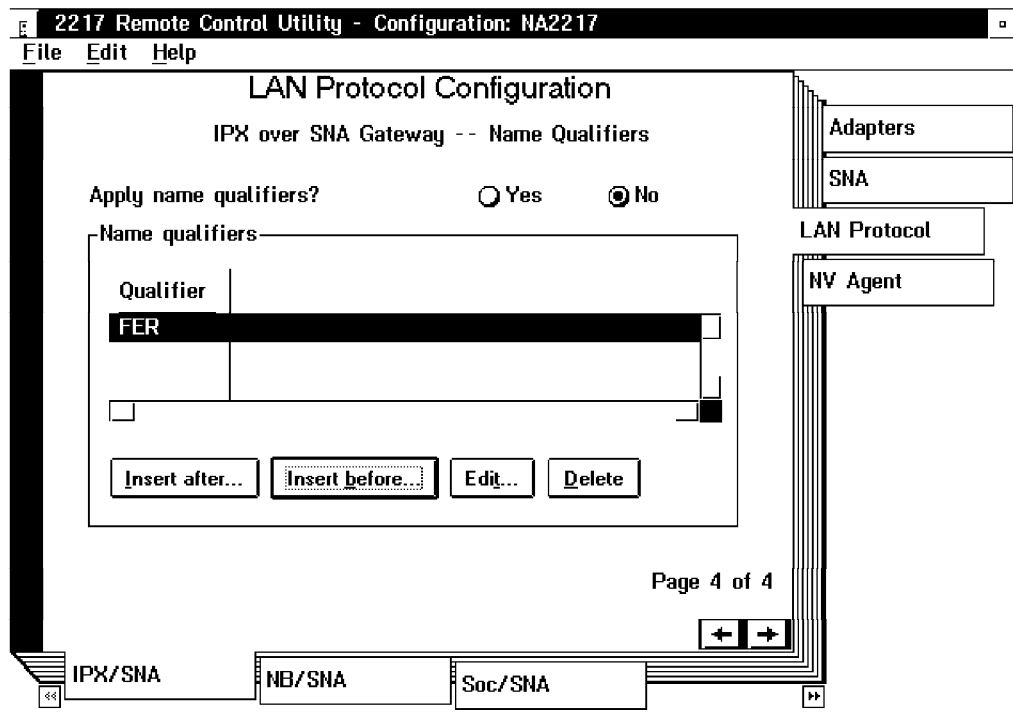 2217 Remote Control Utility - Configuration: NA2217
File Edit Help
LAN Protocol Configuration
IPX over SNA Gateway -- Name Qualifiers
Apply name qualifiers? Yes No
Name qualifiers
Qualifier
FER
Insert after... Insert before... Edit... Delete
Page 4 of 4
Adapters
SNA
LAN Protocol
NV Agent
IPX/SNA
NB/SNA
Soc/SNA